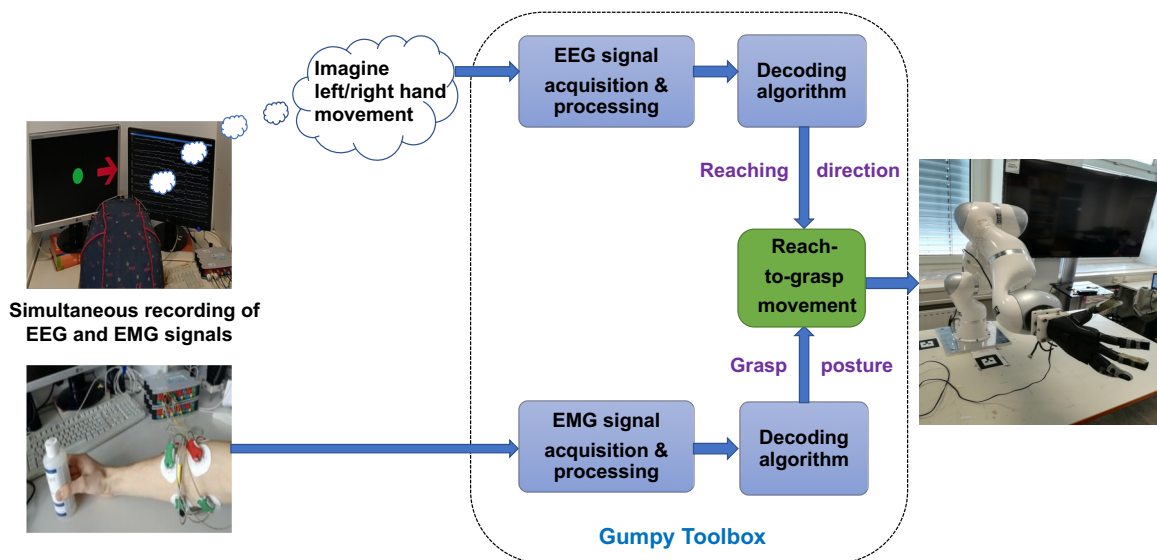 Imagine
left/right hand
movement
EEG signal
acquisition &
processing
Decoding
algorithm
Reaching direction
Reach-
to-grasp
movement
Simultaneous recording of
EEG and EMG signals
Grasp posture
EMG signal
acquisition &
processing
Decoding
algorithm
Gumpy Toolbox